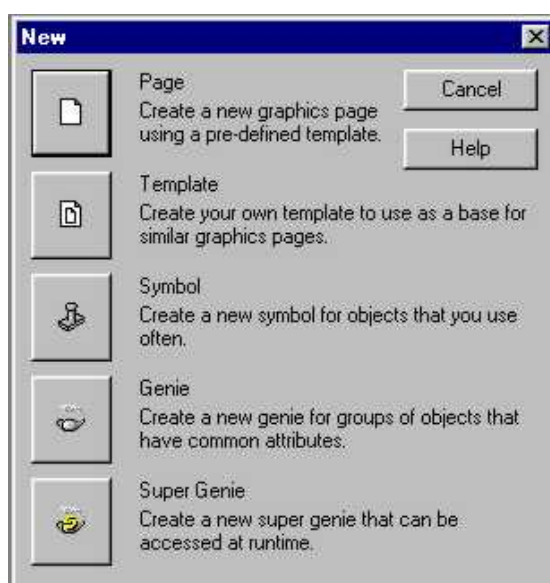 New
Page
Create a new graphics page
using a pre-defined template.
Cancel
Help
Template
Create your own template to use as a base for
similar graphics pages.
Symbol
Create a new symbol for objects that you use
often.
Genie
Create a new genie for groups of objects that
have common attributes.
Super Genie
Create a new super genie that can be
accessed at runtime.